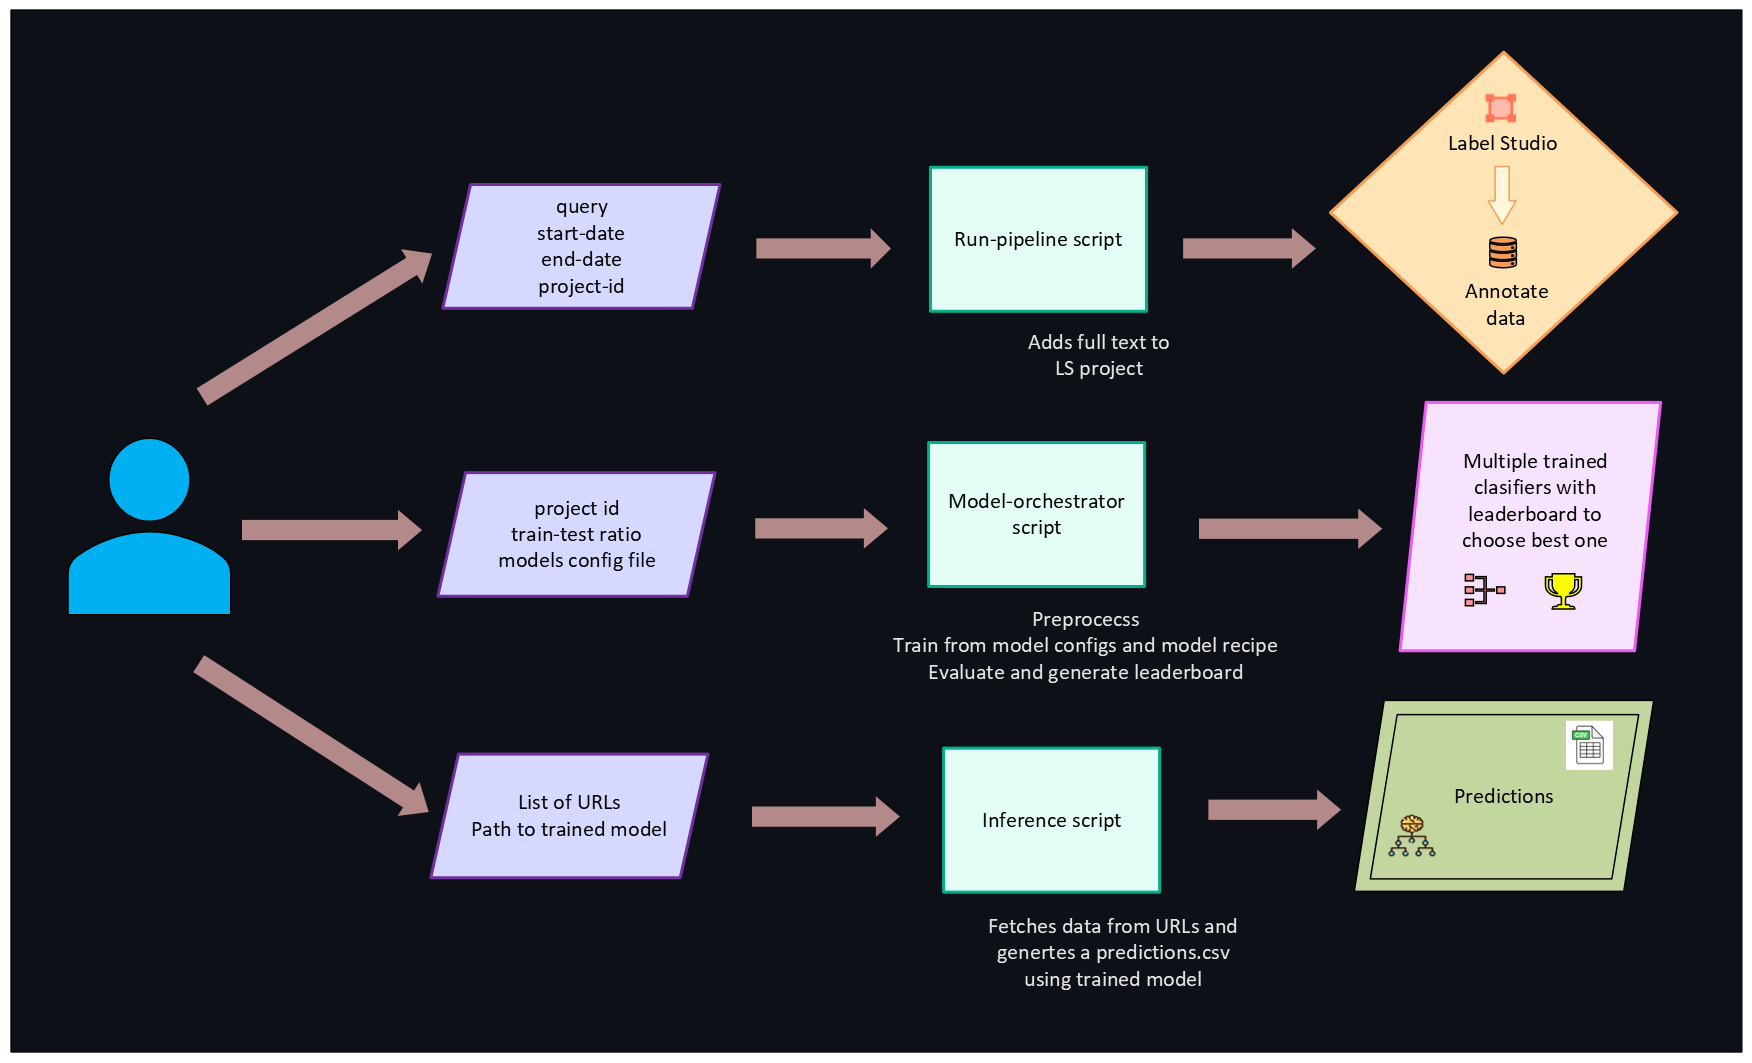 query
start-date
end-date
project-id
Run-pipeline script
Adds full text to
LS project
Label Studio
Annotate
data
project id
train-test ratio
models config file
Model-orchestrator
script
Preprocecss
Train from model configs and model recipe
Evaluate and generate leaderboard
Multiple trained
clasifiers with
leaderboard to
choose best one
List of URLs
Path to trained model
Inference script
Fetches data from URLs and
genertes a predictions.csv
using trained model
CSV
Predictions